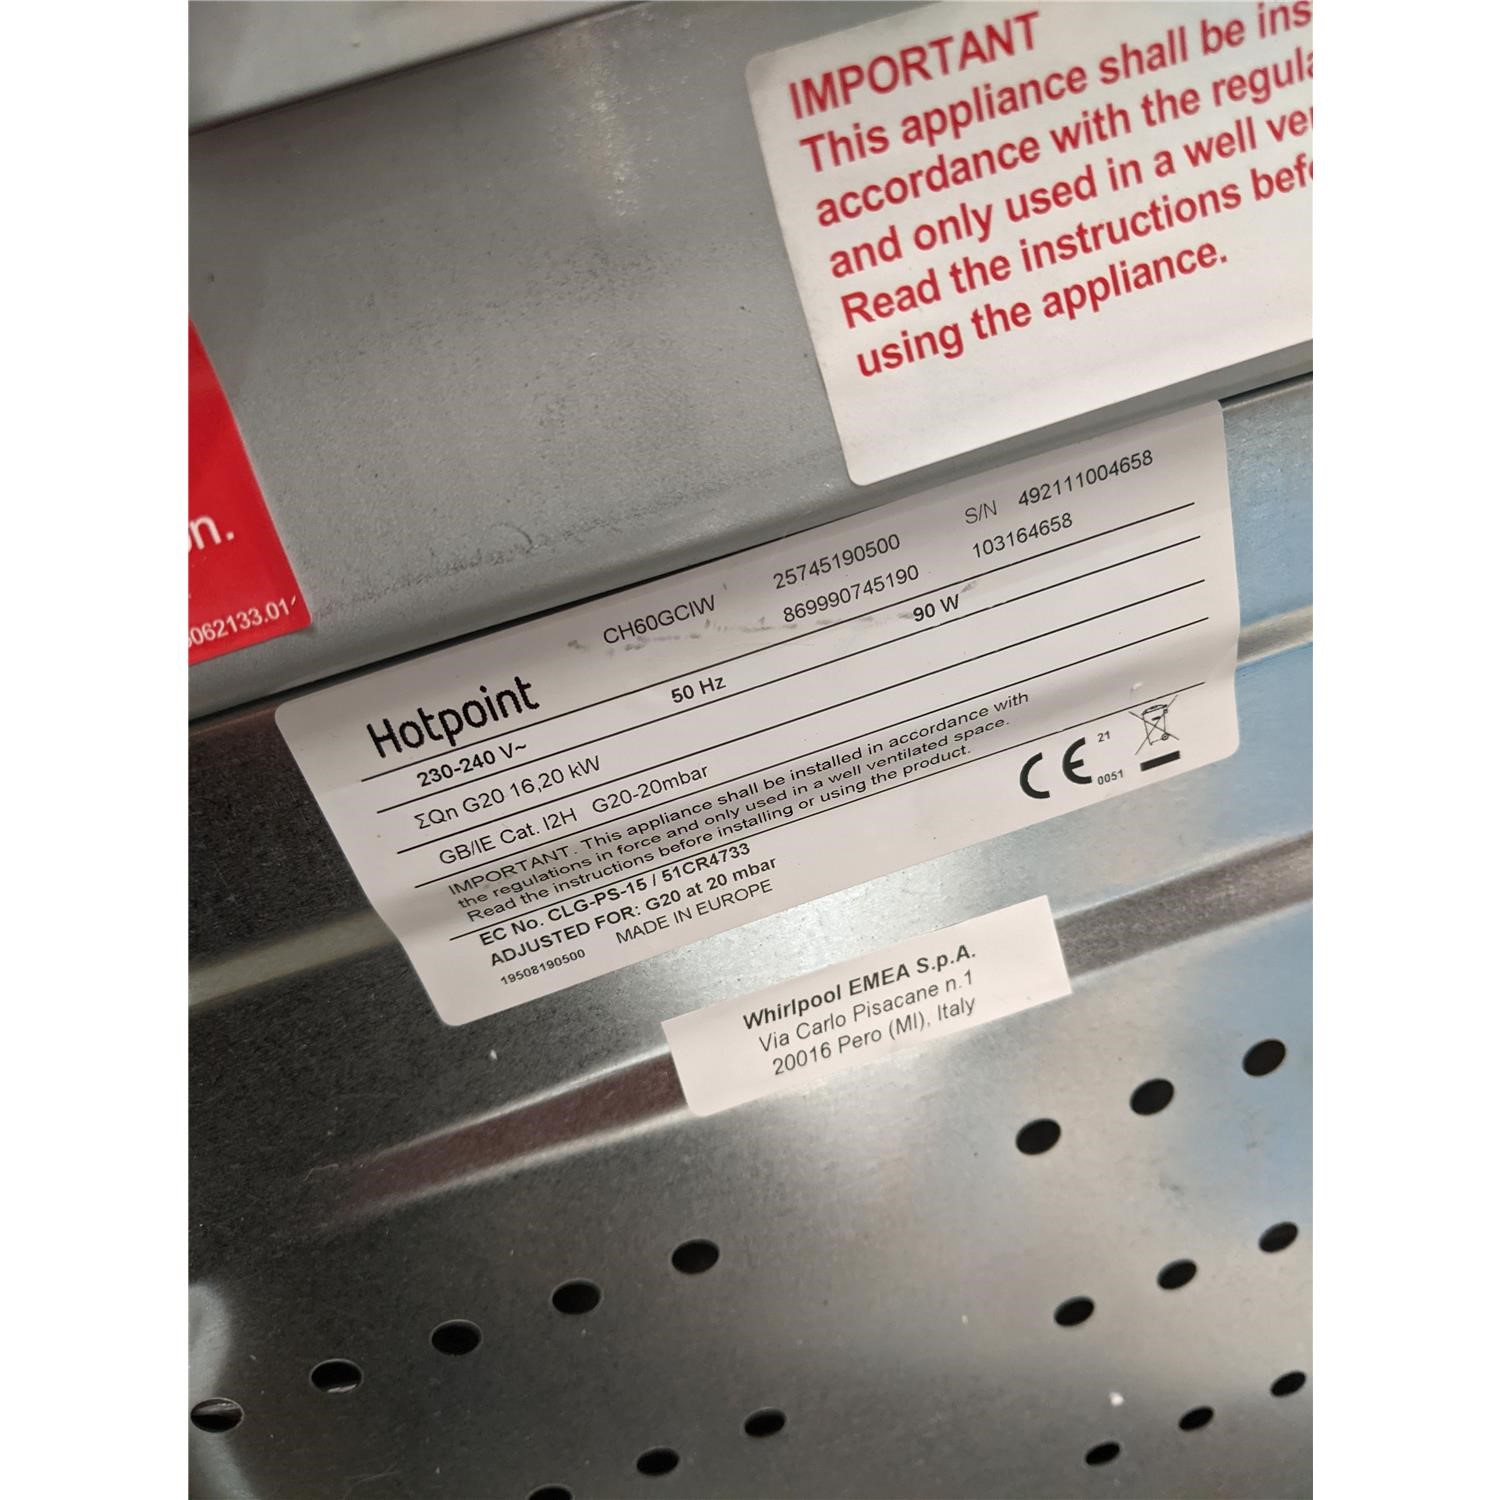 IMPORTANT
This appliance shall be ins
accordance with the regula
and only used in a well ve
Read the instructions befo
using the appliance.
n.
062133.01
Hotpoint
CH60GCIW 25745190500 S/N 492111004658
869990745190 103164658
230-240 V~ 50 Hz 90 W
ΣQn G20 16,20 kW
GB/IE Cat. I2H G20-20mbar
IMPORTANT. This appliance shall be installed in accordance with
the regulations in force and only used in a well ventilated space.
Read the instructions before installing or using the product.
EC No. CLG-PS-15 / 51CR4733
ADJUSTED FOR: G20 at 20 mbar
19508190500 MADE IN EUROPE
CE 21
0051
Whirlpool EMEA S.p.A.
Via Carlo Pisacane n.1
20016 Pero (MI), Italy